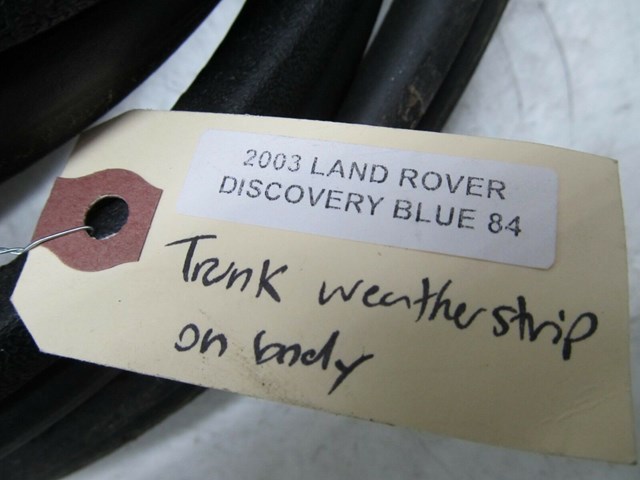 2003 LAND ROVER
DISCOVERY BLUE 84
Trunk weatherstrip
on body